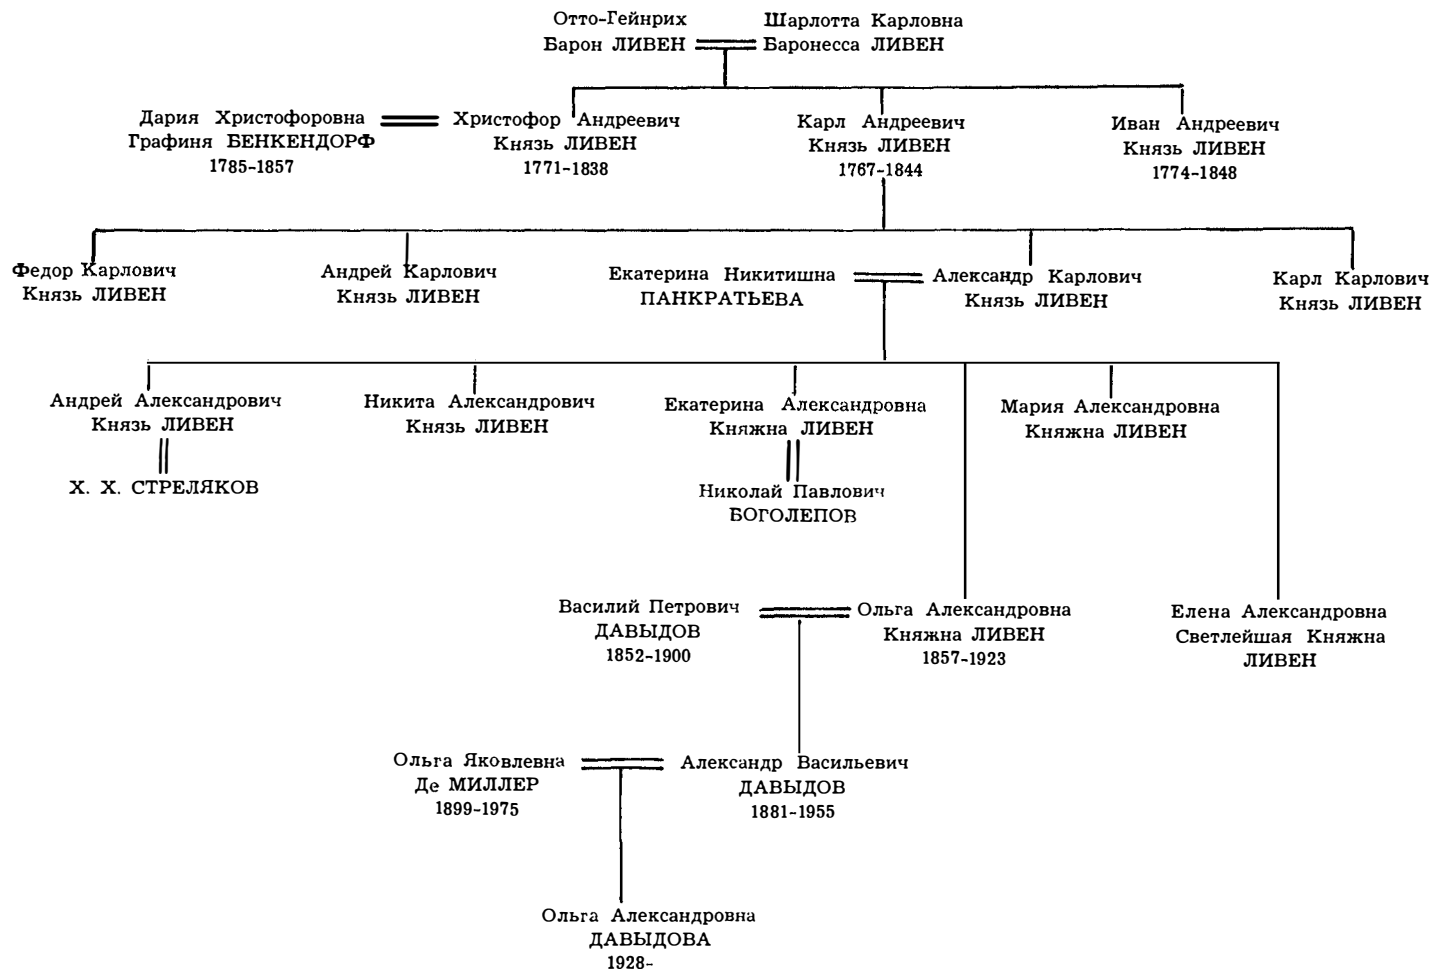 Отто-Гейнрих
Барон ЛИВЕН
Шарлотта Карловна
Баронесса ЛИВЕН
Дария Христофоровна
Графиня БЕНКЕНДОРФ
1785-1857
Христофор Андреевич
Князь ЛИВЕН
1771-1838
Карл Андреевич
Князь ЛИВЕН
1767-1844
Иван Андреевич
Князь ЛИВЕН
1774-1848
Федор Карлович
Князь ЛИВЕН
Андрей Карлович
Князь ЛИВЕН
Екатерина Никитишна
ПАНКРАТЬЕВА
Александр Карлович
Князь ЛИВЕН
Карл Карлович
Князь ЛИВЕН
Андрей Александрович
Князь ЛИВЕН
Х. Х. СТРЕЛЯКОВ
Никита Александрович
Князь ЛИВЕН
Екатерина Александровна
Княжна ЛИВЕН
Николай Павлович
БОГОЛЕПОВ
Мария Александровна
Княжна ЛИВЕН
Василий Петрович
ДАВЫДОВ
1852-1900
Ольга Александровна
Княжна ЛИВЕН
1857-1923
Елена Александровна
Светлейшая Княжна
ЛИВЕН
Ольга Яковлевна
Де МИЛЛЕР
1899-1975
Александр Васильевич
ДАВЫДОВ
1881-1955
Ольга Александровна
ДАВЫДОВА
1928-